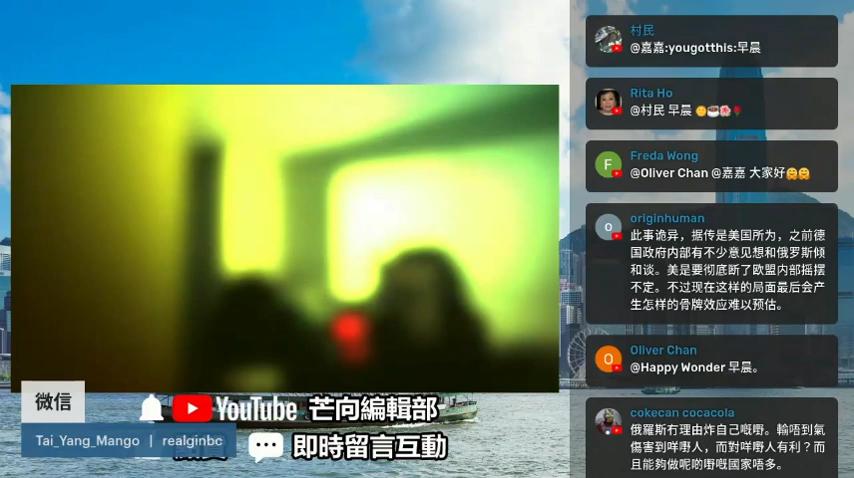 村民
@嘉嘉:yougotthis:早晨
Rita Ho
@村民 早晨
Freda Wong
F
@Oliver Chan @嘉嘉 大家好
originhuman
o
此事诡异，据传是美国所为，之前德
国政府内部有不少意见想和俄罗斯倾
和谈。美是要彻底断了欧盟内部摇摆
不定。不过现在这样的局面最后会产
生怎样的骨牌效应难以预估。
Oliver Chan
O
@Happy Wonder 早晨。
cokecan cocacola
俄羅斯冇理由炸自己嘅嘢。輸唔到氣
傷害到咩嘢人，而對咩嘢人有利？而
且能夠做呢啲嘢嘅國家唔多。
微信
Tai_Yang_Mango | realginbc
YouTube 芒向編輯部
即時留言互動